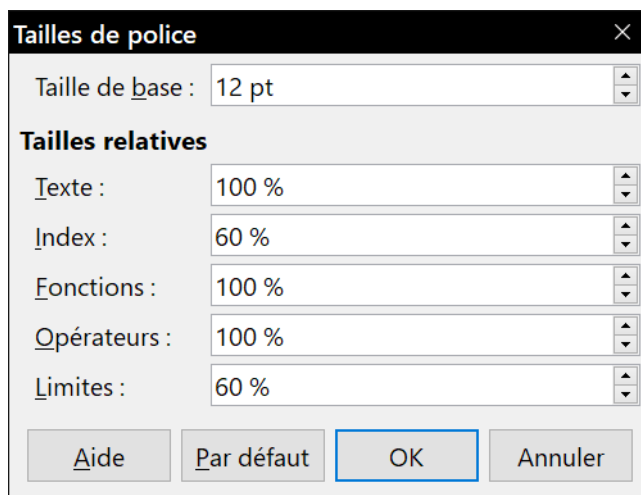 Tailles de police
Taille de base : 12 pt
Tailles relatives
Texte : 100 %
Index : 60 %
Fonctions : 100 %
Opérateurs : 100 %
Limites : 60 %
Aide Par défaut OK Annuler